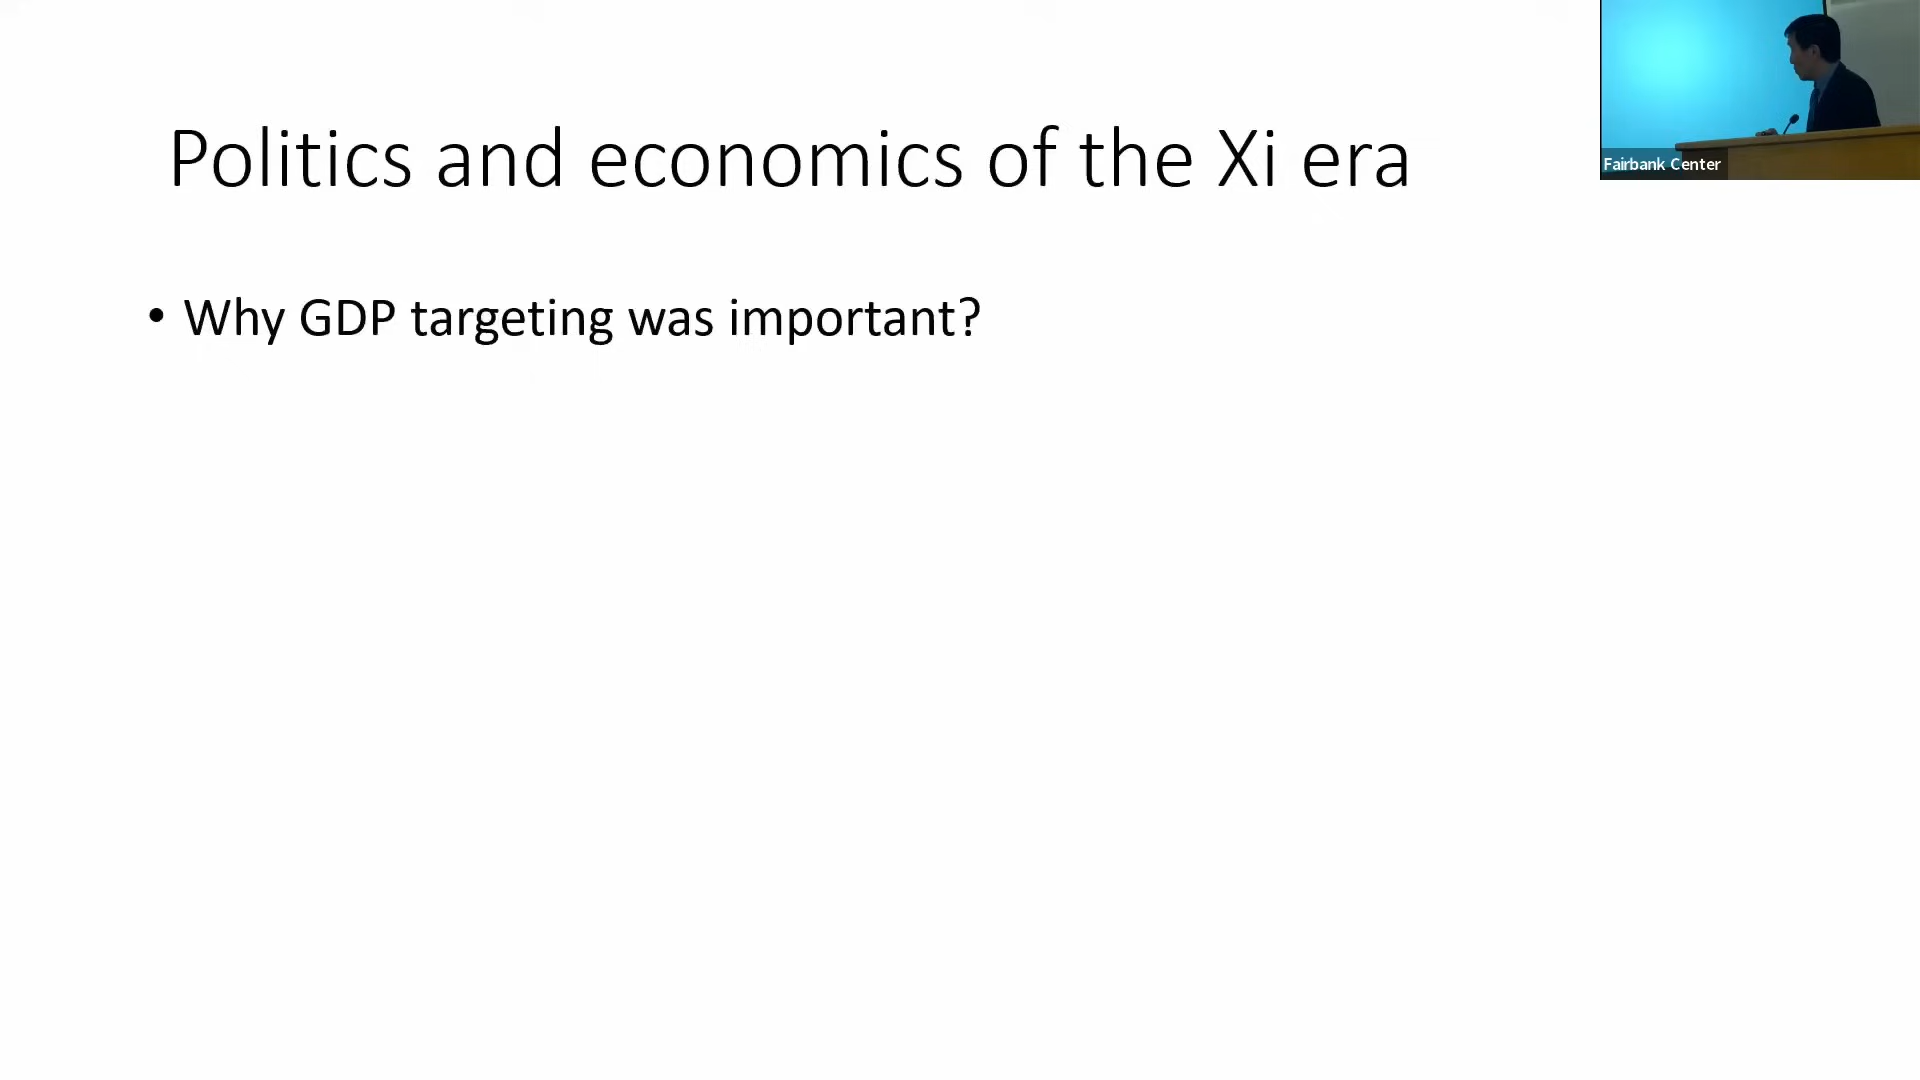 Politics and economics of the Xi era
• Why GDP targeting was important?
Fairbank Center